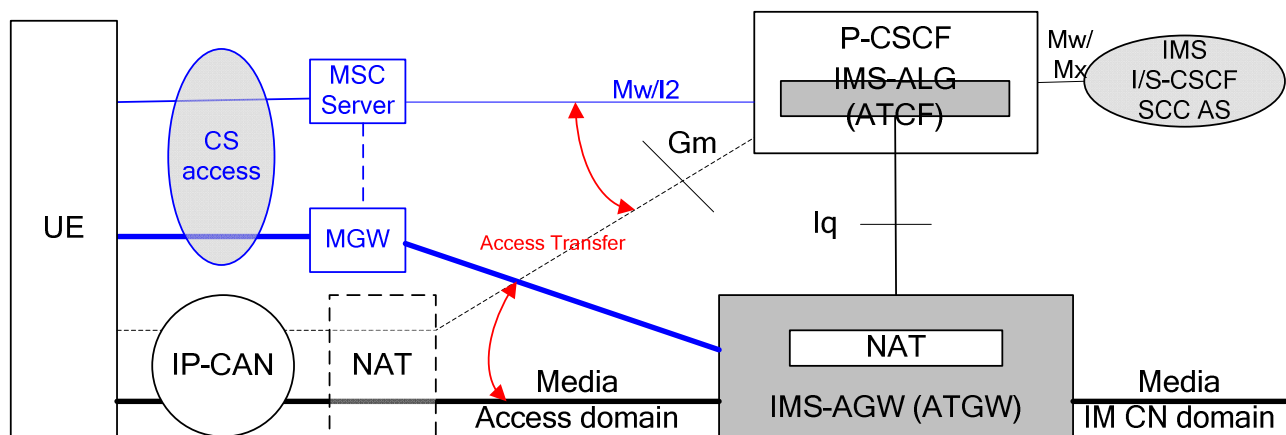 UE
CS
access
MSC
Server
MGW
Mw/I2
P-CSCF
IMS-ALG
(ATCF)
Mw/
Mx
IMS
I/S-CSCF
SCC AS
Gm
Iq
Access Transfer
IP-CAN
NAT
Media
Access domain
NAT
IMS-AGW (ATGW)
Media
IM CN domain